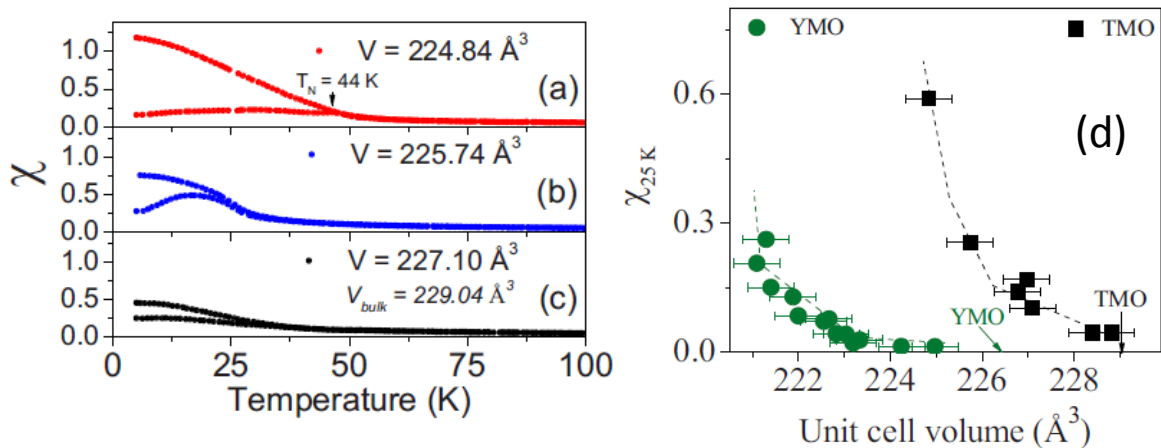 1.0
0.5
0.0
V = 224.84 Å3
T_N = 44 K
(a)
1.0
0.5
0.0
V = 225.74 Å3
(b)
χ
1.0
0.5
0.0
V = 227.10 Å3
V_bulk = 229.04 Å3
(c)
0 25 50 75 100
Temperature (K)
YMO
TMO
0.6
0.3
0.0
(d)
χ25 K
YMO
TMO
222 224 226 228
Unit cell volume (Å3)